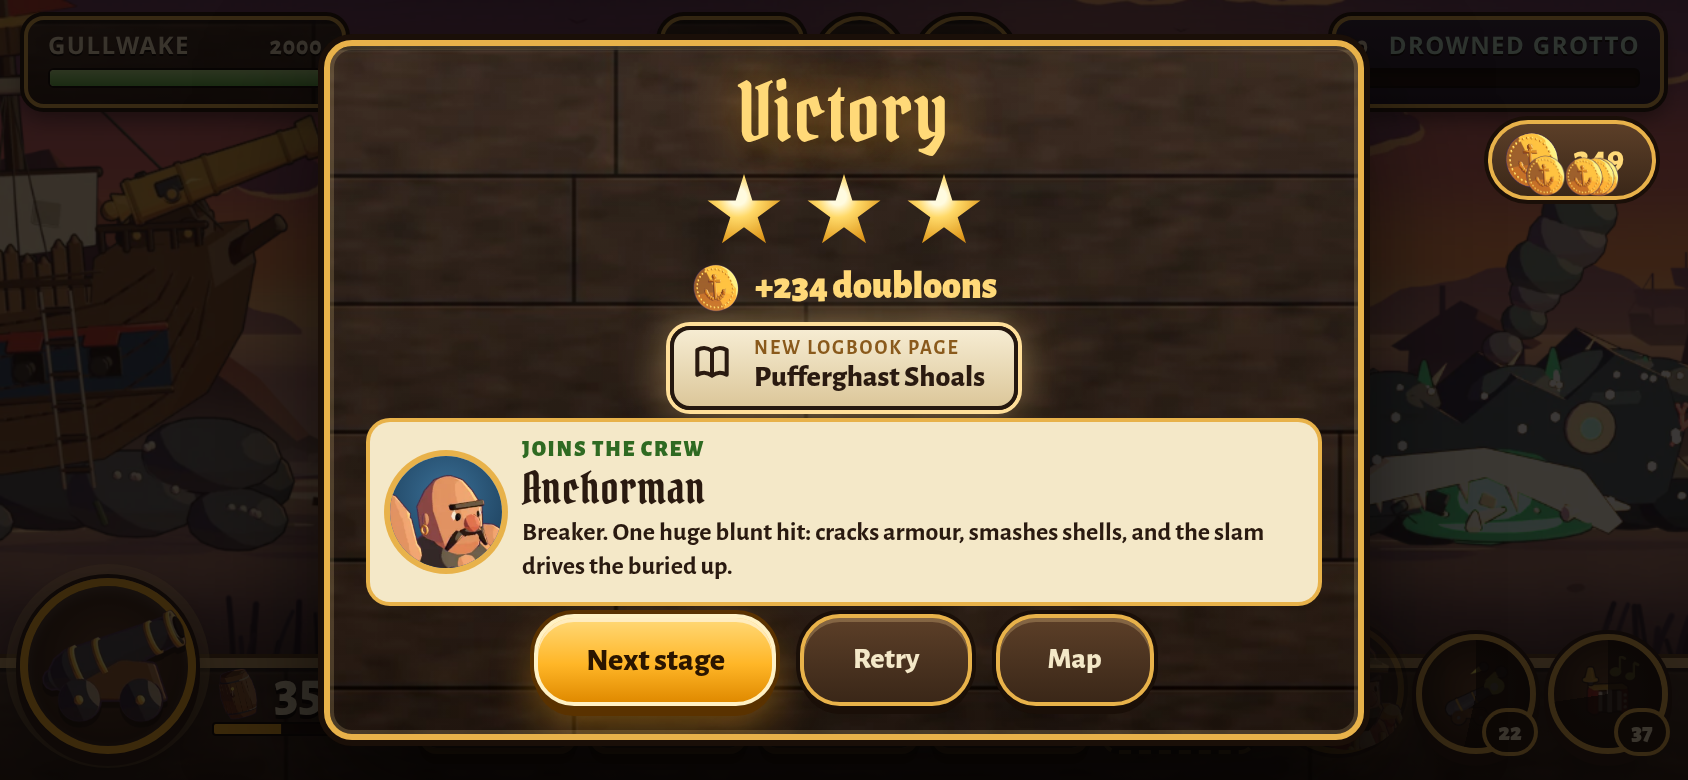 GULLWAKE 2000
DROWNED GROTTO
Victory
+234 doubloons
NEW LOGBOOK PAGE
Pufferghast Shoals
JOINS THE CREW
Anchorman
Breaker. One huge blunt hit: cracks armour, smashes shells, and the slam
drives the buried up.
Next stage
Retry
Map
35
22
37